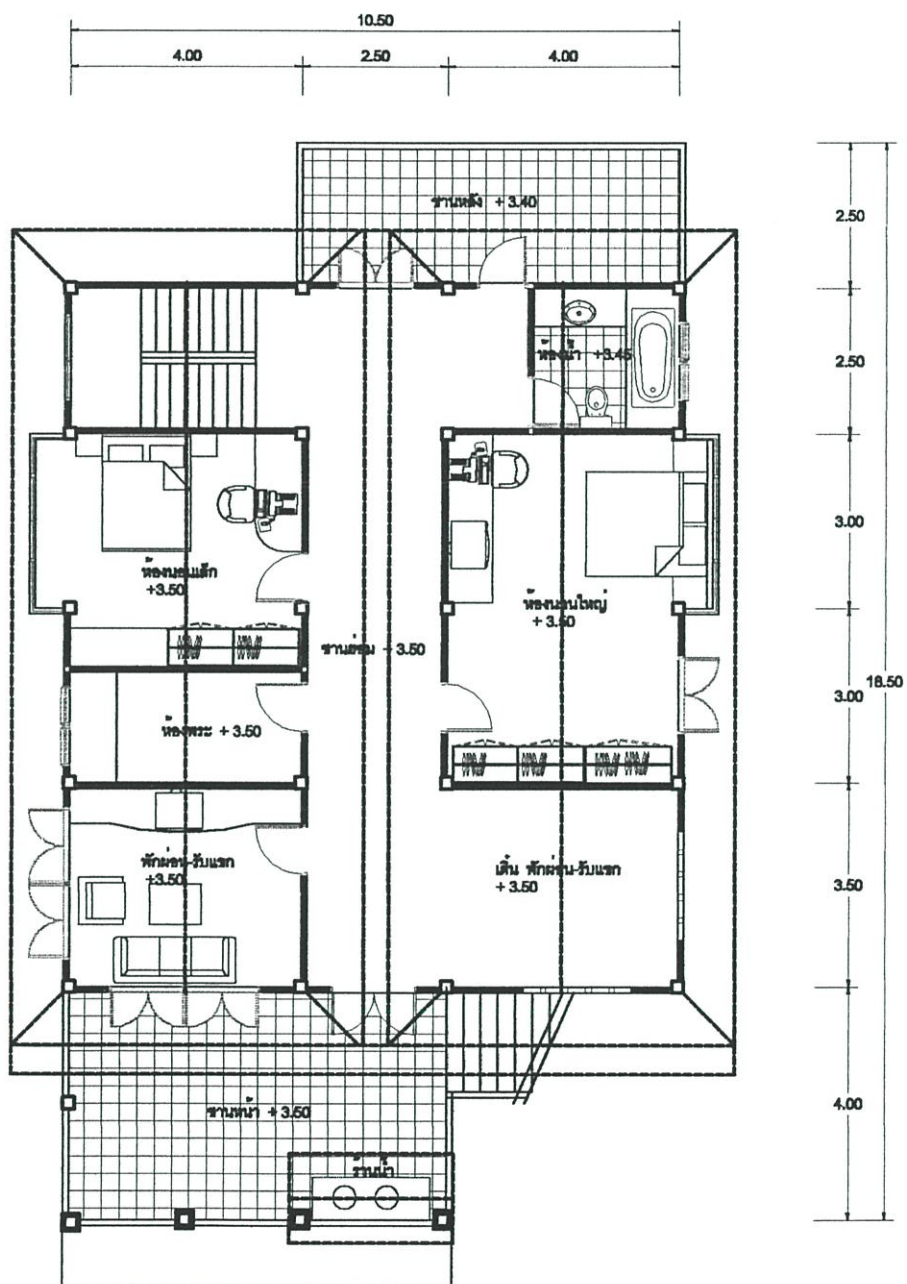 10.50
4.00 2.50 4.00
ชานหลัง + 3.40
2.50
ห้องน้ำ +3.45
2.50
3.00
ห้องนอนเด็ก
+3.50
ห้องนอนใหญ่
+ 3.50
ชานย่อม + 3.50
18.50
3.00
ห้องพระ + 3.50
พักผ่อน-รับแขก
+3.50
เติ๋น พักผ่อน-รับแขก
+ 3.50
3.50
ชานหน้า + 3.50
4.00
ร้านน้ำ